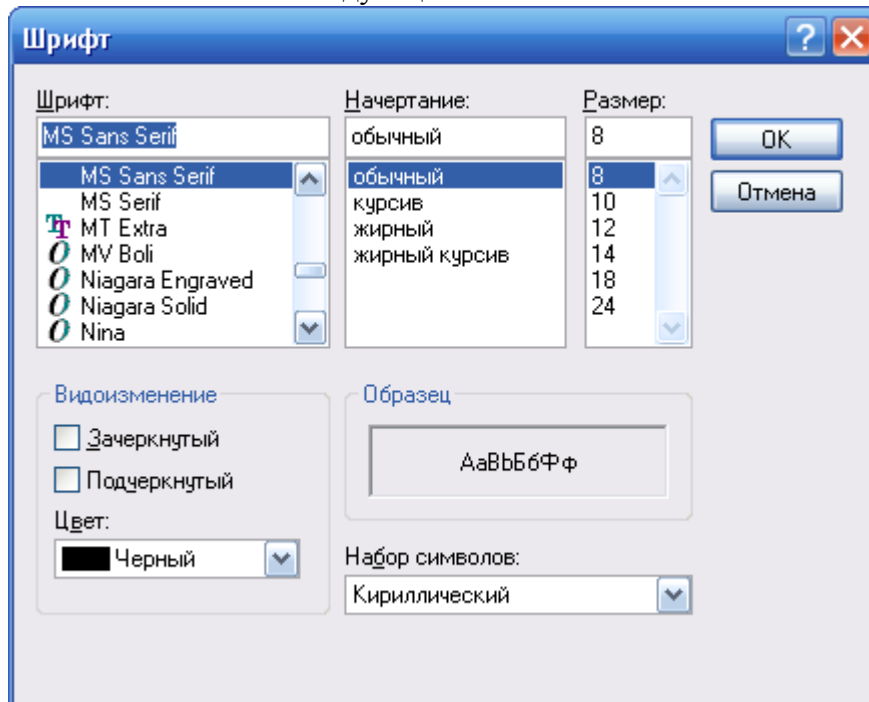 Шрифт
Шрифт:
MS Sans Serif
MS Sans Serif
MS Serif
MT Extra
MV Boli
Niagara Engraved
Niagara Solid
Nina
Начертание:
обычный
обычный
курсив
жирный
жирный курсив
Размер:
8
8
10
12
14
18
24
OK
Отмена
Видоизменение
Зачеркнутый
Подчеркнутый
Цвет:
Черный
Образец
АаВЬБбФф
Набор символов:
Кириллический